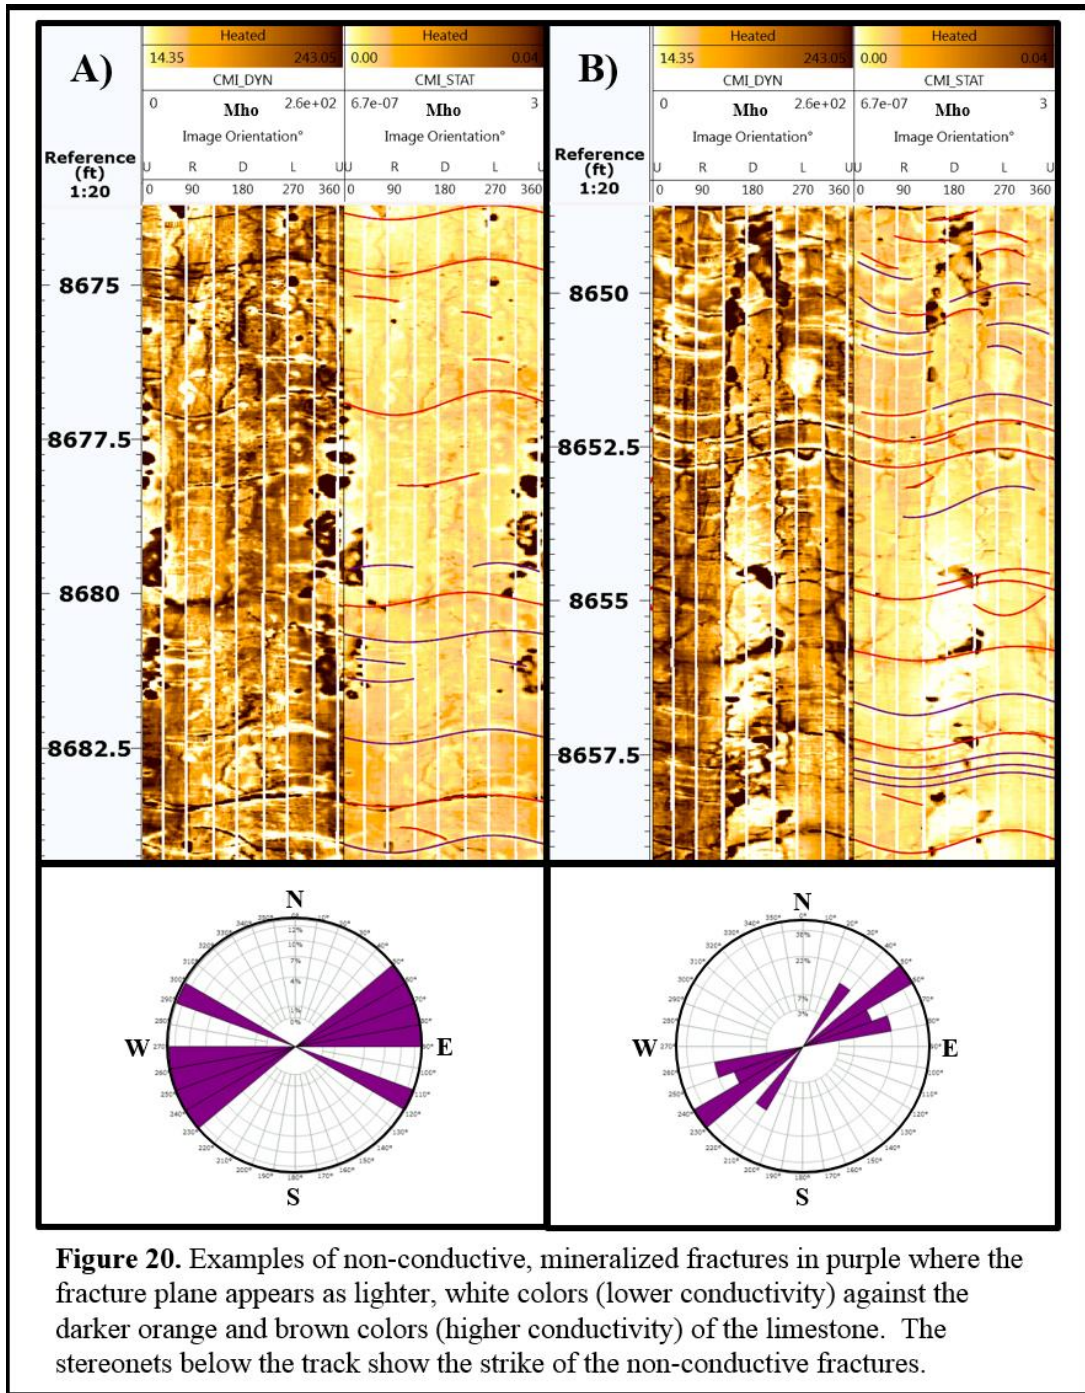 A)
Heated
14.35 243.05
CMI_DYN
0 Mho 2.6e+02
Image Orientation°
U R D L U
0 90 180 270 360
Heated
0.00 0.04
CMI_STAT
6.7e-07 Mho 3
U R D L U
0 90 180 270 360
Reference
(ft)
1:20
8675
8677.5
8680
8682.5
B)
Heated
14.35 243.05
CMI_DYN
0 Mho 2.6e+02
Image Orientation°
U R D L U
0 90 180 270 360
Heated
0.00 0.04
CMI_STAT
6.7e-07 Mho 3
U R D L U
0 90 180 270 360
Reference
(ft)
1:20
8650
8652.5
8655
8657.5
N
W E
S
N
W E
S
Figure 20. Examples of non-conductive, mineralized fractures in purple where the
fracture plane appears as lighter, white colors (lower conductivity) against the
darker orange and brown colors (higher conductivity) of the limestone. The
stereonets below the track show the strike of the non-conductive fractures.